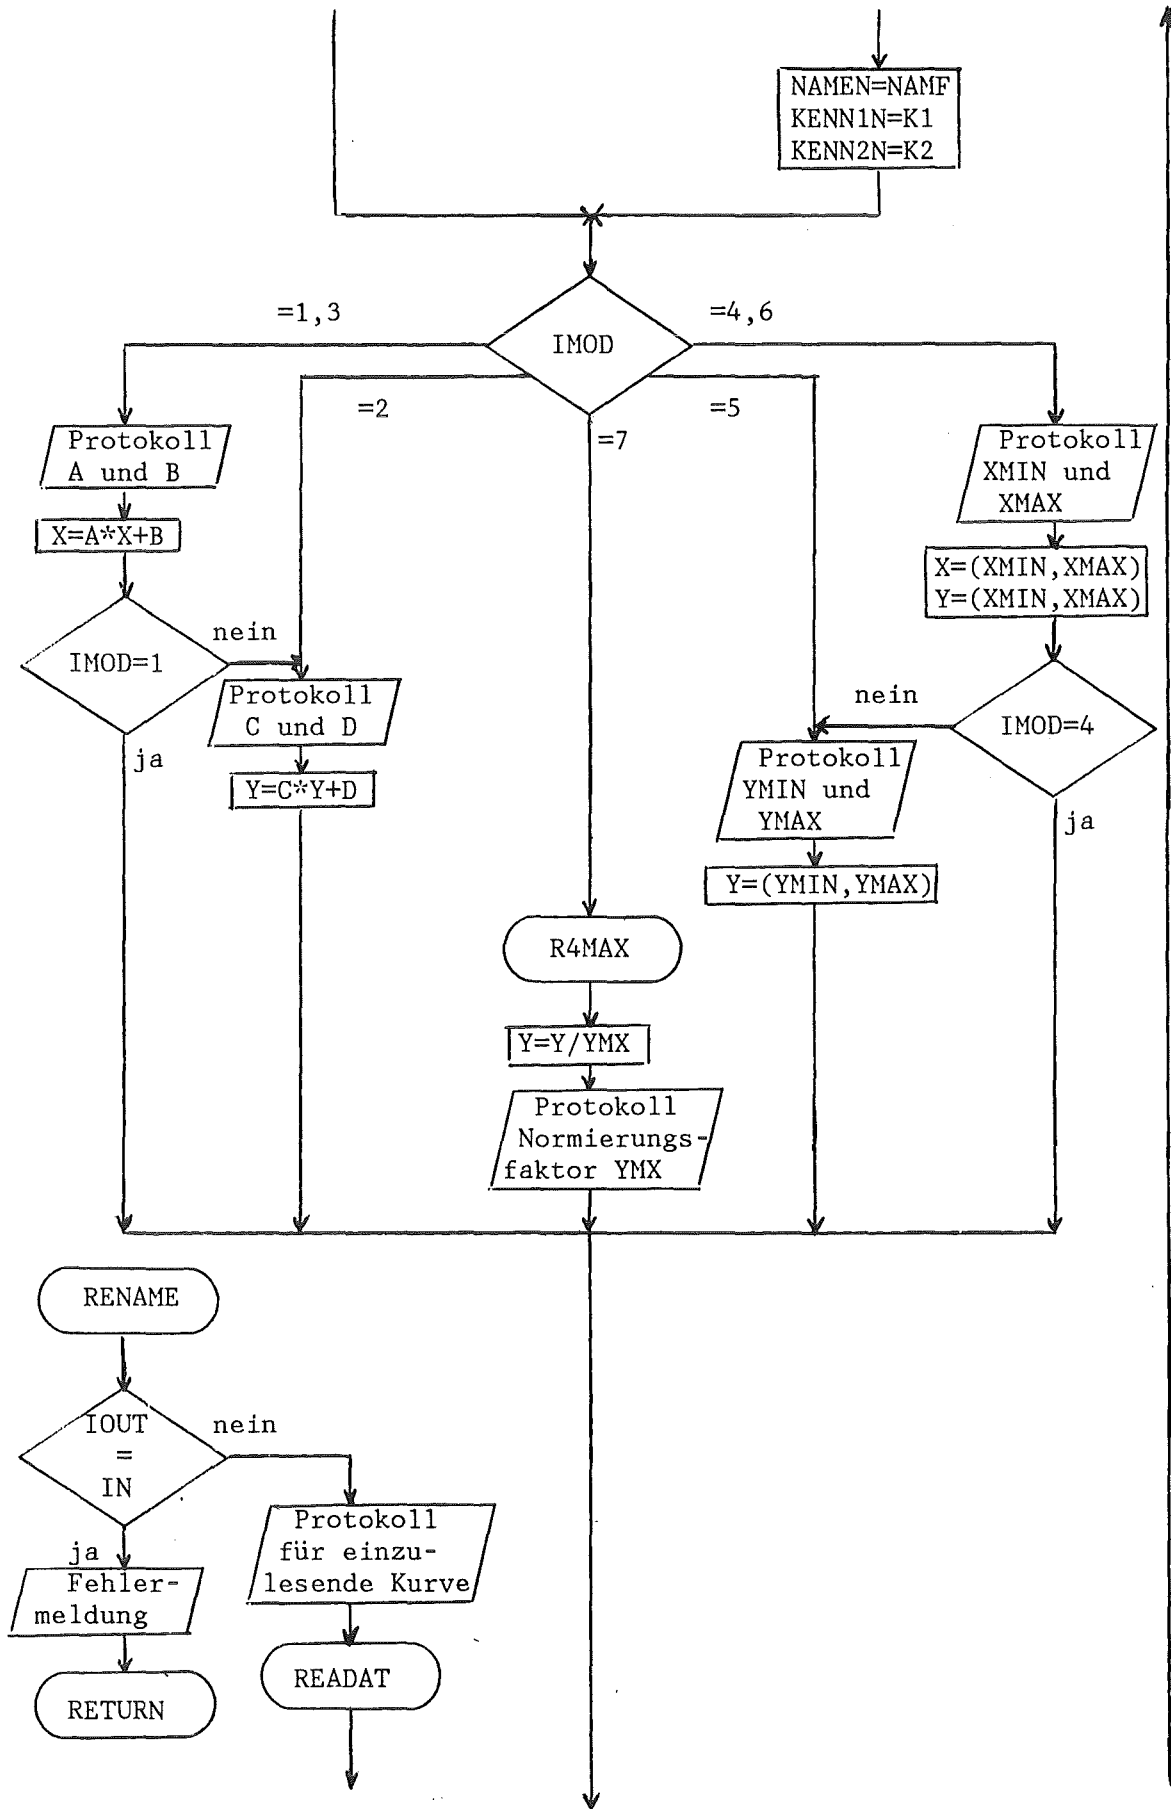 NAMEN=NAMF
KENN1N=K1
KENN2N=K2
=1,3
=4,6
IMOD
=2
=5
=7
Protokoll
A und B
X=A*X+B
IMOD=1
nein
ja
Protokoll
C und D
Y=C*Y+D
Protokoll
XMIN und
XMAX
X=(XMIN,XMAX)
Y=(XMIN,XMAX)
IMOD=4
nein
ja
Protokoll
YMIN und
YMAX
Y=(YMIN,YMAX)
R4MAX
Y=Y/YMX
Protokoll
Normierungs-
faktor YMX
RENAME
IOUT
=
IN
nein
ja
Fehler-
meldung
RETURN
Protokoll
für einzu-
lesende Kurve
READAT